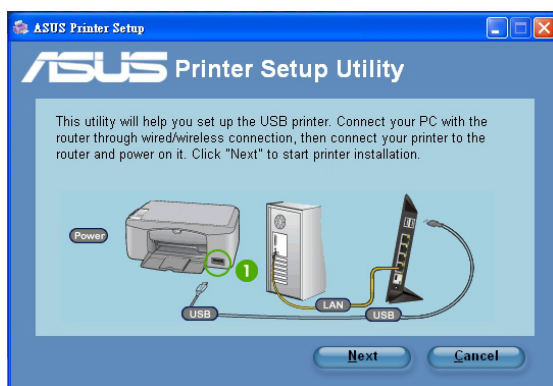 ASUS Printer Setup
ASUS Printer Setup Utility
This utility will help you set up the USB printer. Connect your PC with the
router through wired/wireless connection, then connect your printer to the
router and power on it. Click "Next" to start printer installation.
Power
1
USB
LAN
USB
Next
Cancel